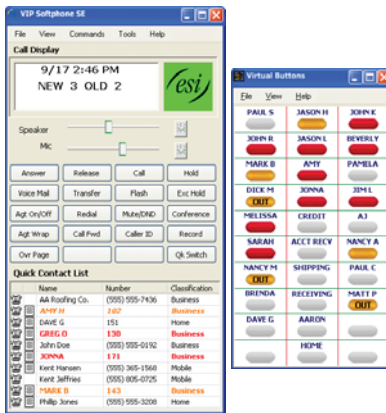 VIP Softphone SE
File View Commands Tools Help
Call Display
9/17 2:46 PM
NEW 3 OLD 2
esi
Speaker
Mic
Answer Release Call Hold
Voice Mail Transfer Flash Exc Hold
Agt On/Off Redial Mute/DND Conference
Agt Wrap Call Fwd Caller ID Record
Ovr Page Qk Switch
Quick Contact List
Name Number Classification
AA Roofing Co. (555) 555-7436 Business
AMY H 102 Business
DAVE G 151 Home
GREG O 130 Business
John Doe (555) 555-0192 Business
JONNA 171 Business
Kent Hansen (555) 365-1568 Mobile
Kent Jeffries (555) 805-0725 Mobile
MARK B 143 Business
Philip Jones (555) 555-3208 Home
Virtual Buttons
File View Help
PAUL S JASON H JOHN K
JOHN R JASON L BEVERLY
MARK B AMY PAMELA
DICK M JONNA JIM L
OUT
MELISSA CREDIT AJ
SARAH ACCT RECV NANCY A
NANCY M SHIPPING PAUL C
OUT
BRENDA RECEIVING MATT P
OUT
DAVE G AARON
HOME